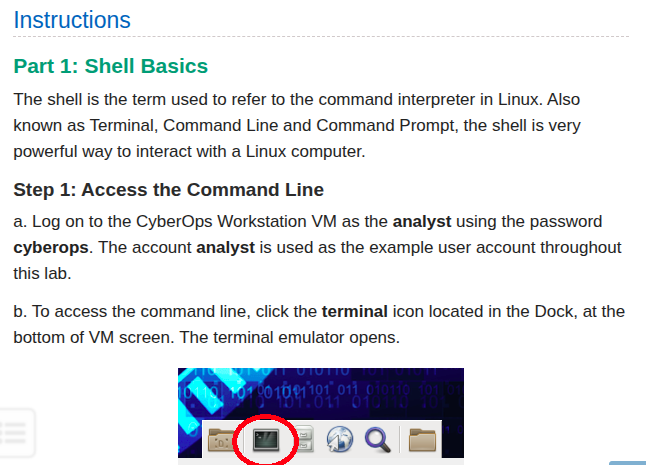 Instructions
Part 1: Shell Basics
The shell is the term used to refer to the command interpreter in Linux. Also
known as Terminal, Command Line and Command Prompt, the shell is very
powerful way to interact with a Linux computer.
Step 1: Access the Command Line
a. Log on to the CyberOps Workstation VM as the analyst using the password
cyberops. The account analyst is used as the example user account throughout
this lab.
b. To access the command line, click the terminal icon located in the Dock, at the
bottom of VM screen. The terminal emulator opens.